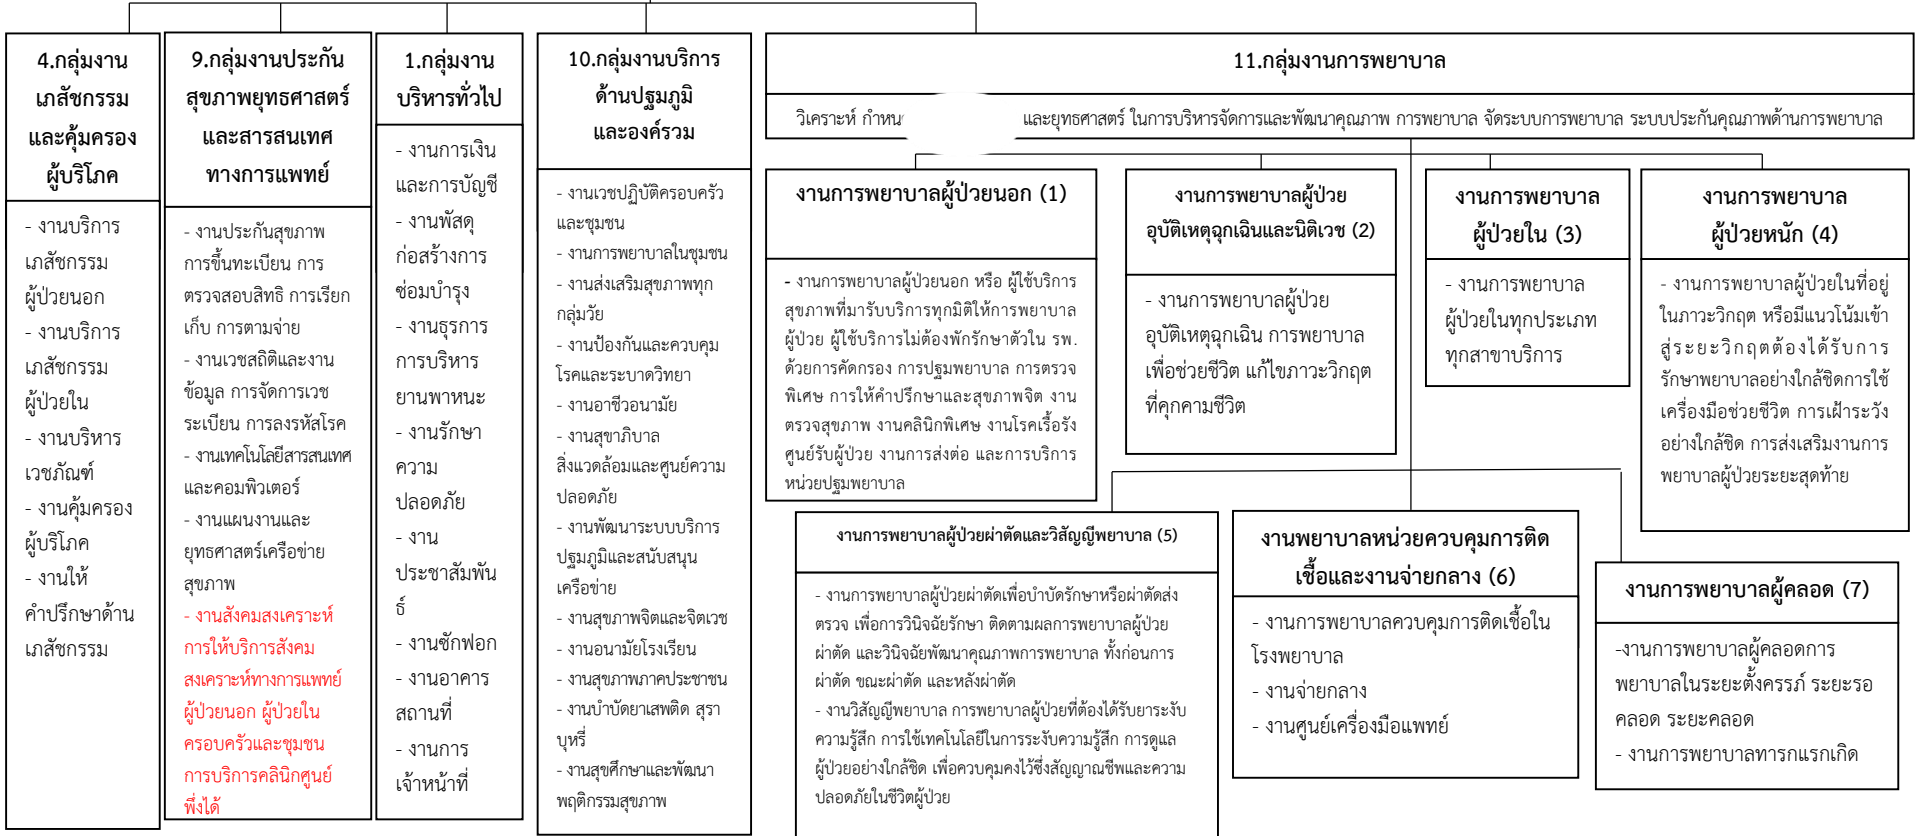 4.กลุ่มงาน
เภสัชกรรม
และคุ้มครอง
ผู้บริโภค
- งานบริการ
เภสัชกรรม
ผู้ป่วยนอก
- งานบริการ
เภสัชกรรม
ผู้ป่วยใน
- งานบริหาร
เวชภัณฑ์
- งานคุ้มครอง
ผู้บริโภค
- งานให้
คำปรึกษาด้าน
เภสัชกรรม
9.กลุ่มงานประกัน
สุขภาพยุทธศาสตร์
และสารสนเทศ
ทางการแพทย์
- งานประกันสุขภาพ
การขึ้นทะเบียน การ
ตรวจสอบสิทธิ การเรียก
เก็บ การตามจ่าย
- งานเวชสถิติและงาน
ข้อมูล การจัดการเวช
ระเบียน การลงรหัสโรค
- งานเทคโนโลยีสารสนเทศ
และคอมพิวเตอร์
- งานแผนงานและ
ยุทธศาสตร์เครือข่าย
สุขภาพ
- งานสังคมสงเคราะห์
การให้บริการสังคม
สงเคราะห์ทางการแพทย์
ผู้ป่วยนอก ผู้ป่วยใน
ครอบครัวและชุมชน
การบริการคลินิกศูนย์
พึ่งได้
1.กลุ่มงาน
บริหารทั่วไป
- งานการเงิน
และการบัญชี
- งานพัสดุ
ก่อสร้างการ
ซ่อมบำรุง
- งานธุรการ
การบริหาร
ยานพาหนะ
- งานรักษา
ความ
ปลอดภัย
- งาน
ประชาสัมพัน
ธ์
- งานซักฟอก
- งานอาคาร
สถานที่
- งานการ
เจ้าหน้าที่
10.กลุ่มงานบริการ
ด้านปฐมภูมิ
และองค์รวม
- งานเวชปฏิบัติครอบครัว
และชุมชน
- งานการพยาบาลในชุมชน
- งานส่งเสริมสุขภาพทุก
กลุ่มวัย
- งานป้องกันและควบคุม
โรคและระบาดวิทยา
- งานอาชีวอนามัย
- งานสุขาภิบาล
สิ่งแวดล้อมและศูนย์ความ
ปลอดภัย
- งานพัฒนาระบบบริการ
ปฐมภูมิและสนับสนุน
เครือข่าย
- งานสุขภาพจิตและจิตเวช
- งานอนามัยโรงเรียน
- งานสุขภาพภาคประชาชน
- งานบำบัดยาเสพติด สุรา
บุหรี่
- งานสุขศึกษาและพัฒนา
พฤติกรรมสุขภาพ
11.กลุ่มงานการพยาบาล
วิเคราะห์ และยุทธศาสตร์ ในการบริหารจัดการและพัฒนาคุณภาพ การพยาบาล จัดระบบการพยาบาล ระบบประกันคุณภาพด้านการพยาบาล
งานการพยาบาลผู้ป่วยนอก (1)
- งานการพยาบาลผู้ป่วยนอก หรือ ผู้ใช้บริการ
สุขภาพที่มารับบริการทุกมิติให้การพยาบาล
ผู้ป่วย ผู้ใช้บริการไม่ต้องพักรักษาตัวใน รพ.
ด้วยการคัดกรอง การปฐมพยาบาล การตรวจ
พิเศษ การให้คำปรึกษาและสุขภาพจิต งาน
ตรวจสุขภาพ งานคลินิกพิเศษ งานโรคเรื้อรัง
ศูนย์รับผู้ป่วย งานการส่งต่อ และการบริการ
หน่วยปฐมพยาบาล
งานการพยาบาลผู้ป่วย
อุบัติเหตุฉุกเฉินและนิติเวช (2)
- งานการพยาบาลผู้ป่วย
อุบัติเหตุฉุกเฉิน การพยาบาล
เพื่อช่วยชีวิต แก้ไขภาวะวิกฤต
ที่คุกคามชีวิต
งานการพยาบาล
ผู้ป่วยใน (3)
- งานการพยาบาล
ผู้ป่วยในทุกประเภท
ทุกสาขาบริการ
งานการพยาบาล
ผู้ป่วยหนัก (4)
- งานการพยาบาลผู้ป่วยในที่อยู่
ในภาวะวิกฤต หรือมีแนวโน้มเข้า
สู่ระยะวิกฤตต้องได้รับการ
รักษาพยาบาลอย่างใกล้ชิดการใช้
เครื่องมือช่วยชีวิต การเฝ้าระวัง
อย่างใกล้ชิด การส่งเสริมงานการ
พยาบาลผู้ป่วยระยะสุดท้าย
งานการพยาบาลผู้ป่วยผ่าตัดและวิสัญญีพยาบาล (5)
- งานการพยาบาลผู้ป่วยผ่าตัดเพื่อบำบัดรักษาหรือผ่าตัดส่ง
ตรวจ เพื่อการวินิจฉัยรักษา ติดตามผลการพยาบาลผู้ป่วย
ผ่าตัด และวินิจฉัยพัฒนาคุณภาพการพยาบาล ทั้งก่อนการ
ผ่าตัด ขณะผ่าตัด และหลังผ่าตัด
- งานวิสัญญีพยาบาล การพยาบาลผู้ป่วยที่ต้องได้รับยาระงับ
ความรู้สึก การใช้เทคโนโลยีในการระงับความรู้สึก การดูแล
ผู้ป่วยอย่างใกล้ชิด เพื่อควบคุมคงไว้ซึ่งสัญญาณชีพและความ
ปลอดภัยในชีวิตผู้ป่วย
งานพยาบาลหน่วยควบคุมการติด
เชื้อและงานจ่ายกลาง (6)
- งานการพยาบาลควบคุมการติดเชื้อใน
โรงพยาบาล
- งานจ่ายกลาง
- งานศูนย์เครื่องมือแพทย์
งานการพยาบาลผู้คลอด (7)
-งานการพยาบาลผู้คลอดการ
พยาบาลในระยะตั้งครรภ์ ระยะรอ
คลอด ระยะคลอด
- งานการพยาบาลทารกแรกเกิด